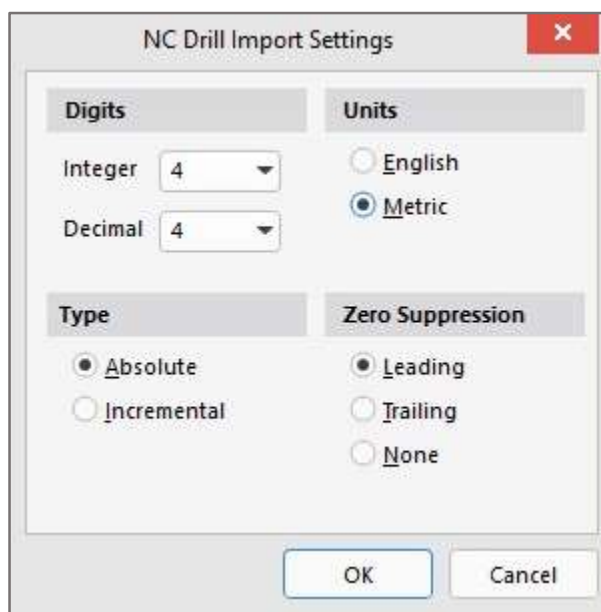 NC Drill Import Settings
Digits
Integer 4
Decimal 4
Units
English
Metric
Type
Absolute
Incremental
Zero Suppression
Leading
Trailing
None
OK
Cancel